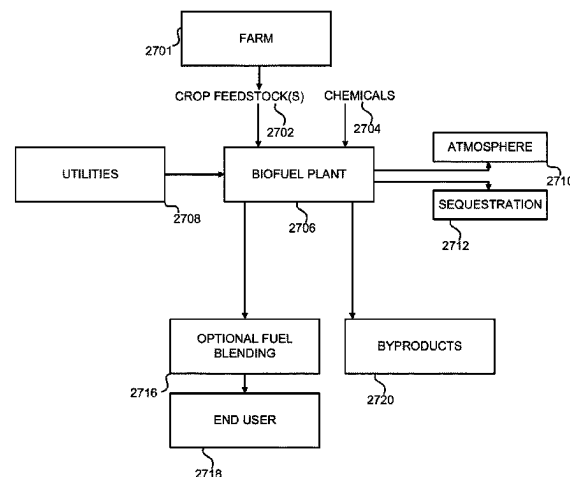 FARM
2701
CROP FEEDSTOCK(S)
2702
CHEMICALS
2704
ATMOSPHERE
2710
UTILITIES
2708
BIOFUEL PLANT
2706
SEQUESTRATION
2712
OPTIONAL FUEL
BLENDING
2716
BYPRODUCTS
2720
END USER
2718